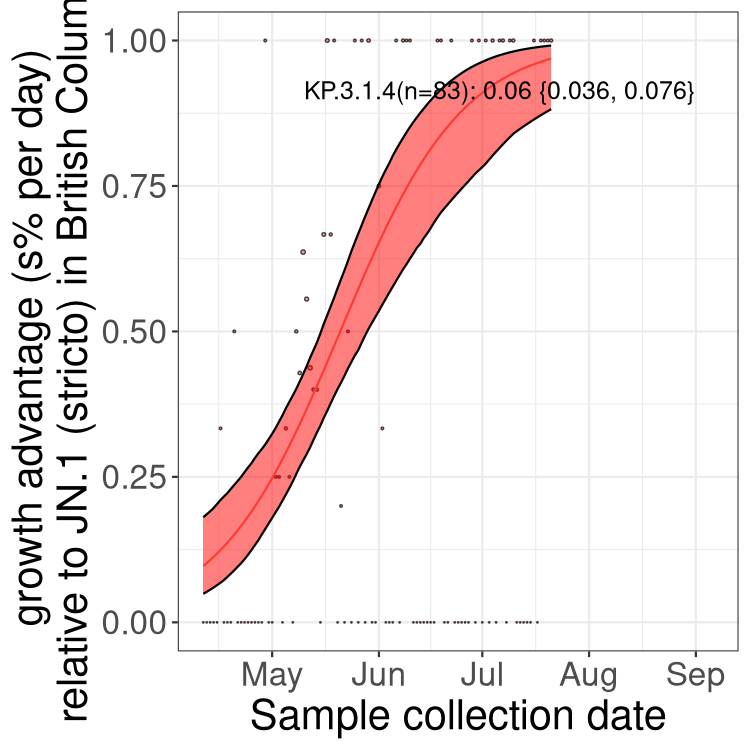 growth advantage (s% per day)
relative to JN.1 (stricto) in British Colum
1.00
0.75
0.50
0.25
0.00
KP.3.1.4(n=83): 0.06 {0.036, 0.076}
May Jun Jul Aug Sep
Sample collection date